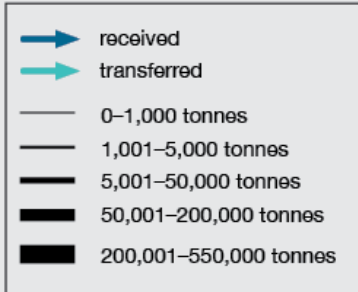 received
transferred
0–1,000 tonnes
1,001–5,000 tonnes
5,001–50,000 tonnes
50,001–200,000 tonnes
200,001–550,000 tonnes